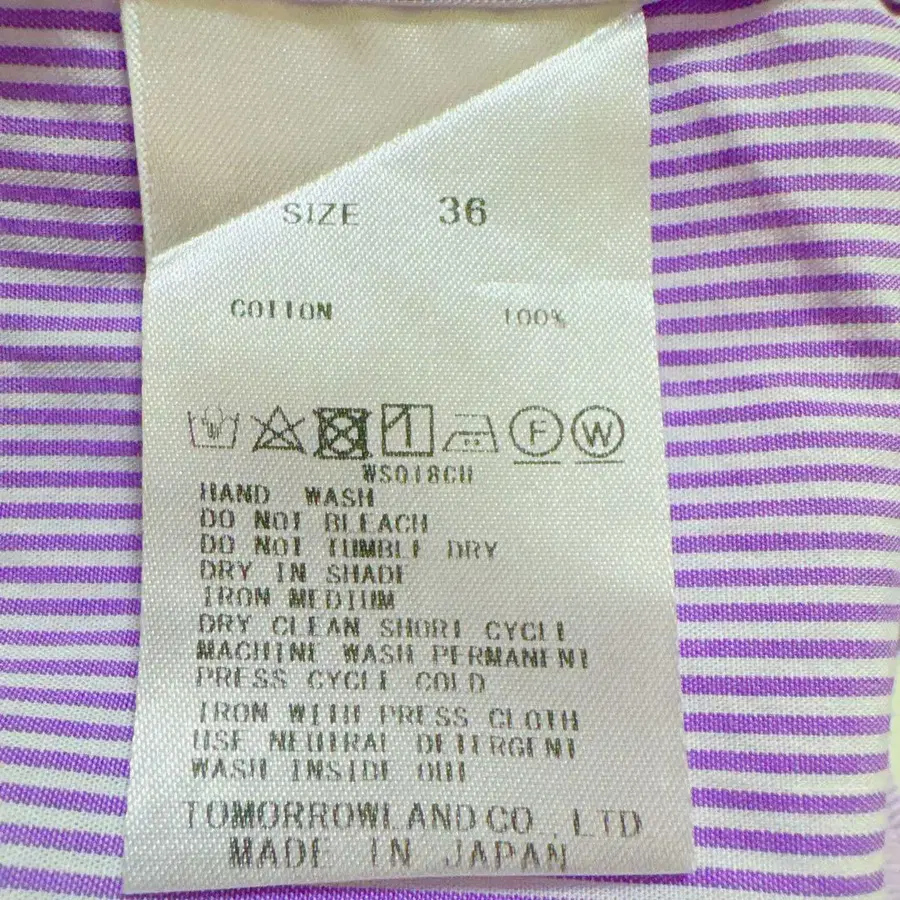 SIZE 36
COTTON 100%
F W
WS018CH
HAND WASH
DO NOT BLEACH
DO NOT TUMBLE DRY
DRY IN SHADE
IRON MEDIUM
DRY CLEAN SHORT CYCLE
MACHINE WASH PERMANENT
PRESS CYCLE COLD
IRON WITH PRESS CLOTH
USE NEUTRAL DETERGENT
WASH INSIDE OUT
TOMORROWLAND CO., LTD
MADE IN JAPAN